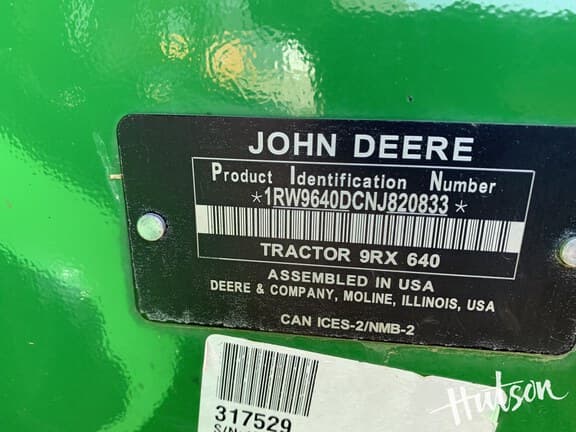 JOHN DEERE
Product Identification Number
*1RW9640DCNJ820833*
TRACTOR 9RX 640
ASSEMBLED IN USA
DEERE & COMPANY, MOLINE, ILLINOIS, USA
CAN ICES-2/NMB-2
317529
S/N
Hutson